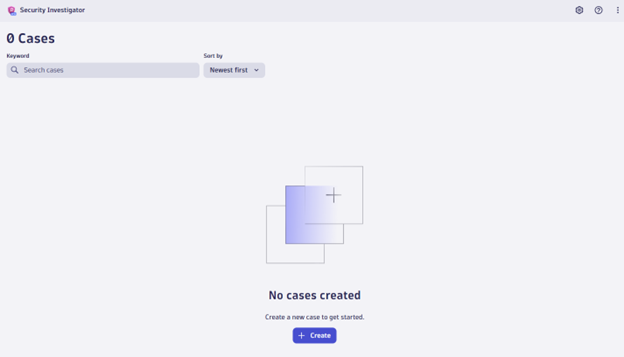 Security Investigator
0 Cases
Keyword
Sort by
Search cases
Newest first
No cases created
Create a new case to get started.
Create